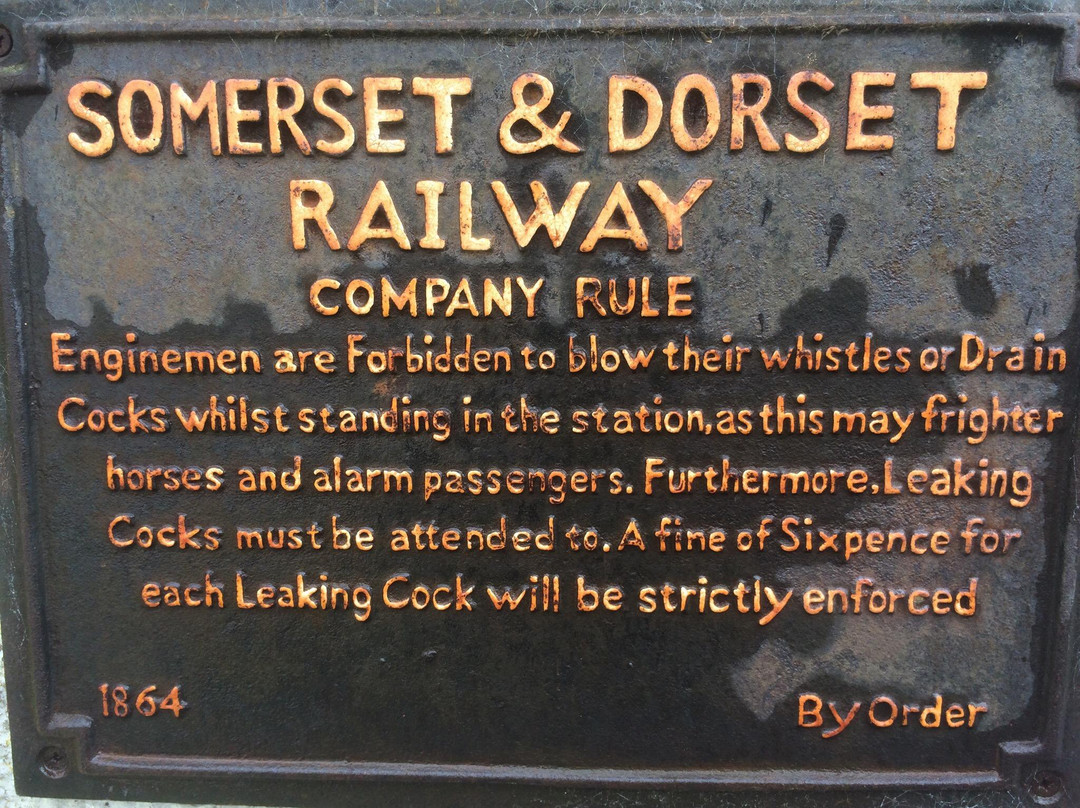 SOMERSET & DORSET
RAILWAY
COMPANY RULE
Enginemen are Forbidden to blow their whistles or Drain
Cocks whilst standing in the station, as this may frighter
horses and alarm passengers. Furthermore, Leaking
Cocks must be attended to. A fine of Sixpence for
each Leaking Cock will be strictly enforced
1864
By Order